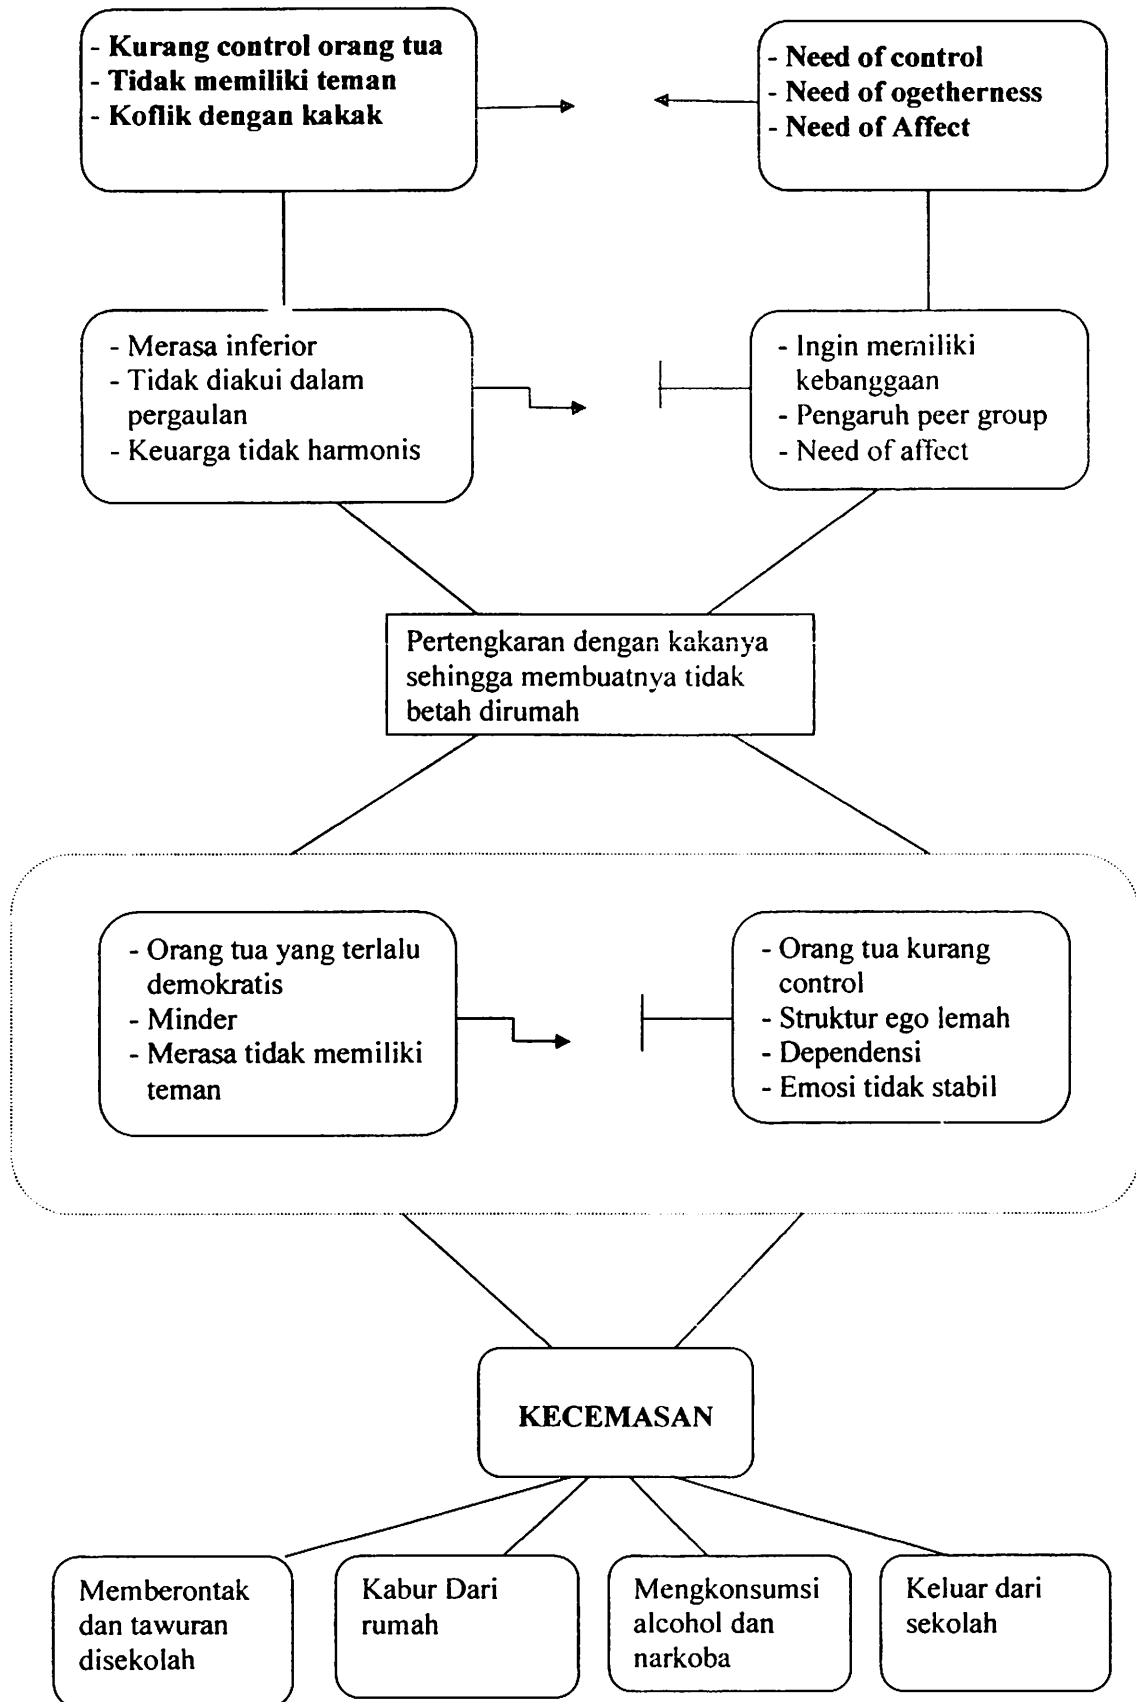 - Kurang control orang tua
- Tidak memiliki teman
- Koflik dengan kakak
- Need of control
- Need of ogetherness
- Need of Affect
- Merasa inferior
- Tidak diakui dalam
pergaulan
- Keuarga tidak harmonis
- Ingin memiliki
kebanggaan
- Pengaruh peer group
- Need of affect
Pertengkaran dengan kakanya
sehingga membuatnya tidak
betah dirumah
- Orang tua yang terlalu
demokratis
- Minder
- Merasa tidak memiliki
teman
- Orang tua kurang
control
- Struktur ego lemah
- Dependensi
- Emosi tidak stabil
KECEMASAN
Memberontak
dan tawuran
disekolah
Kabur Dari
rumah
Mengkonsumsi
alcohol dan
narkoba
Keluar dari
sekolah